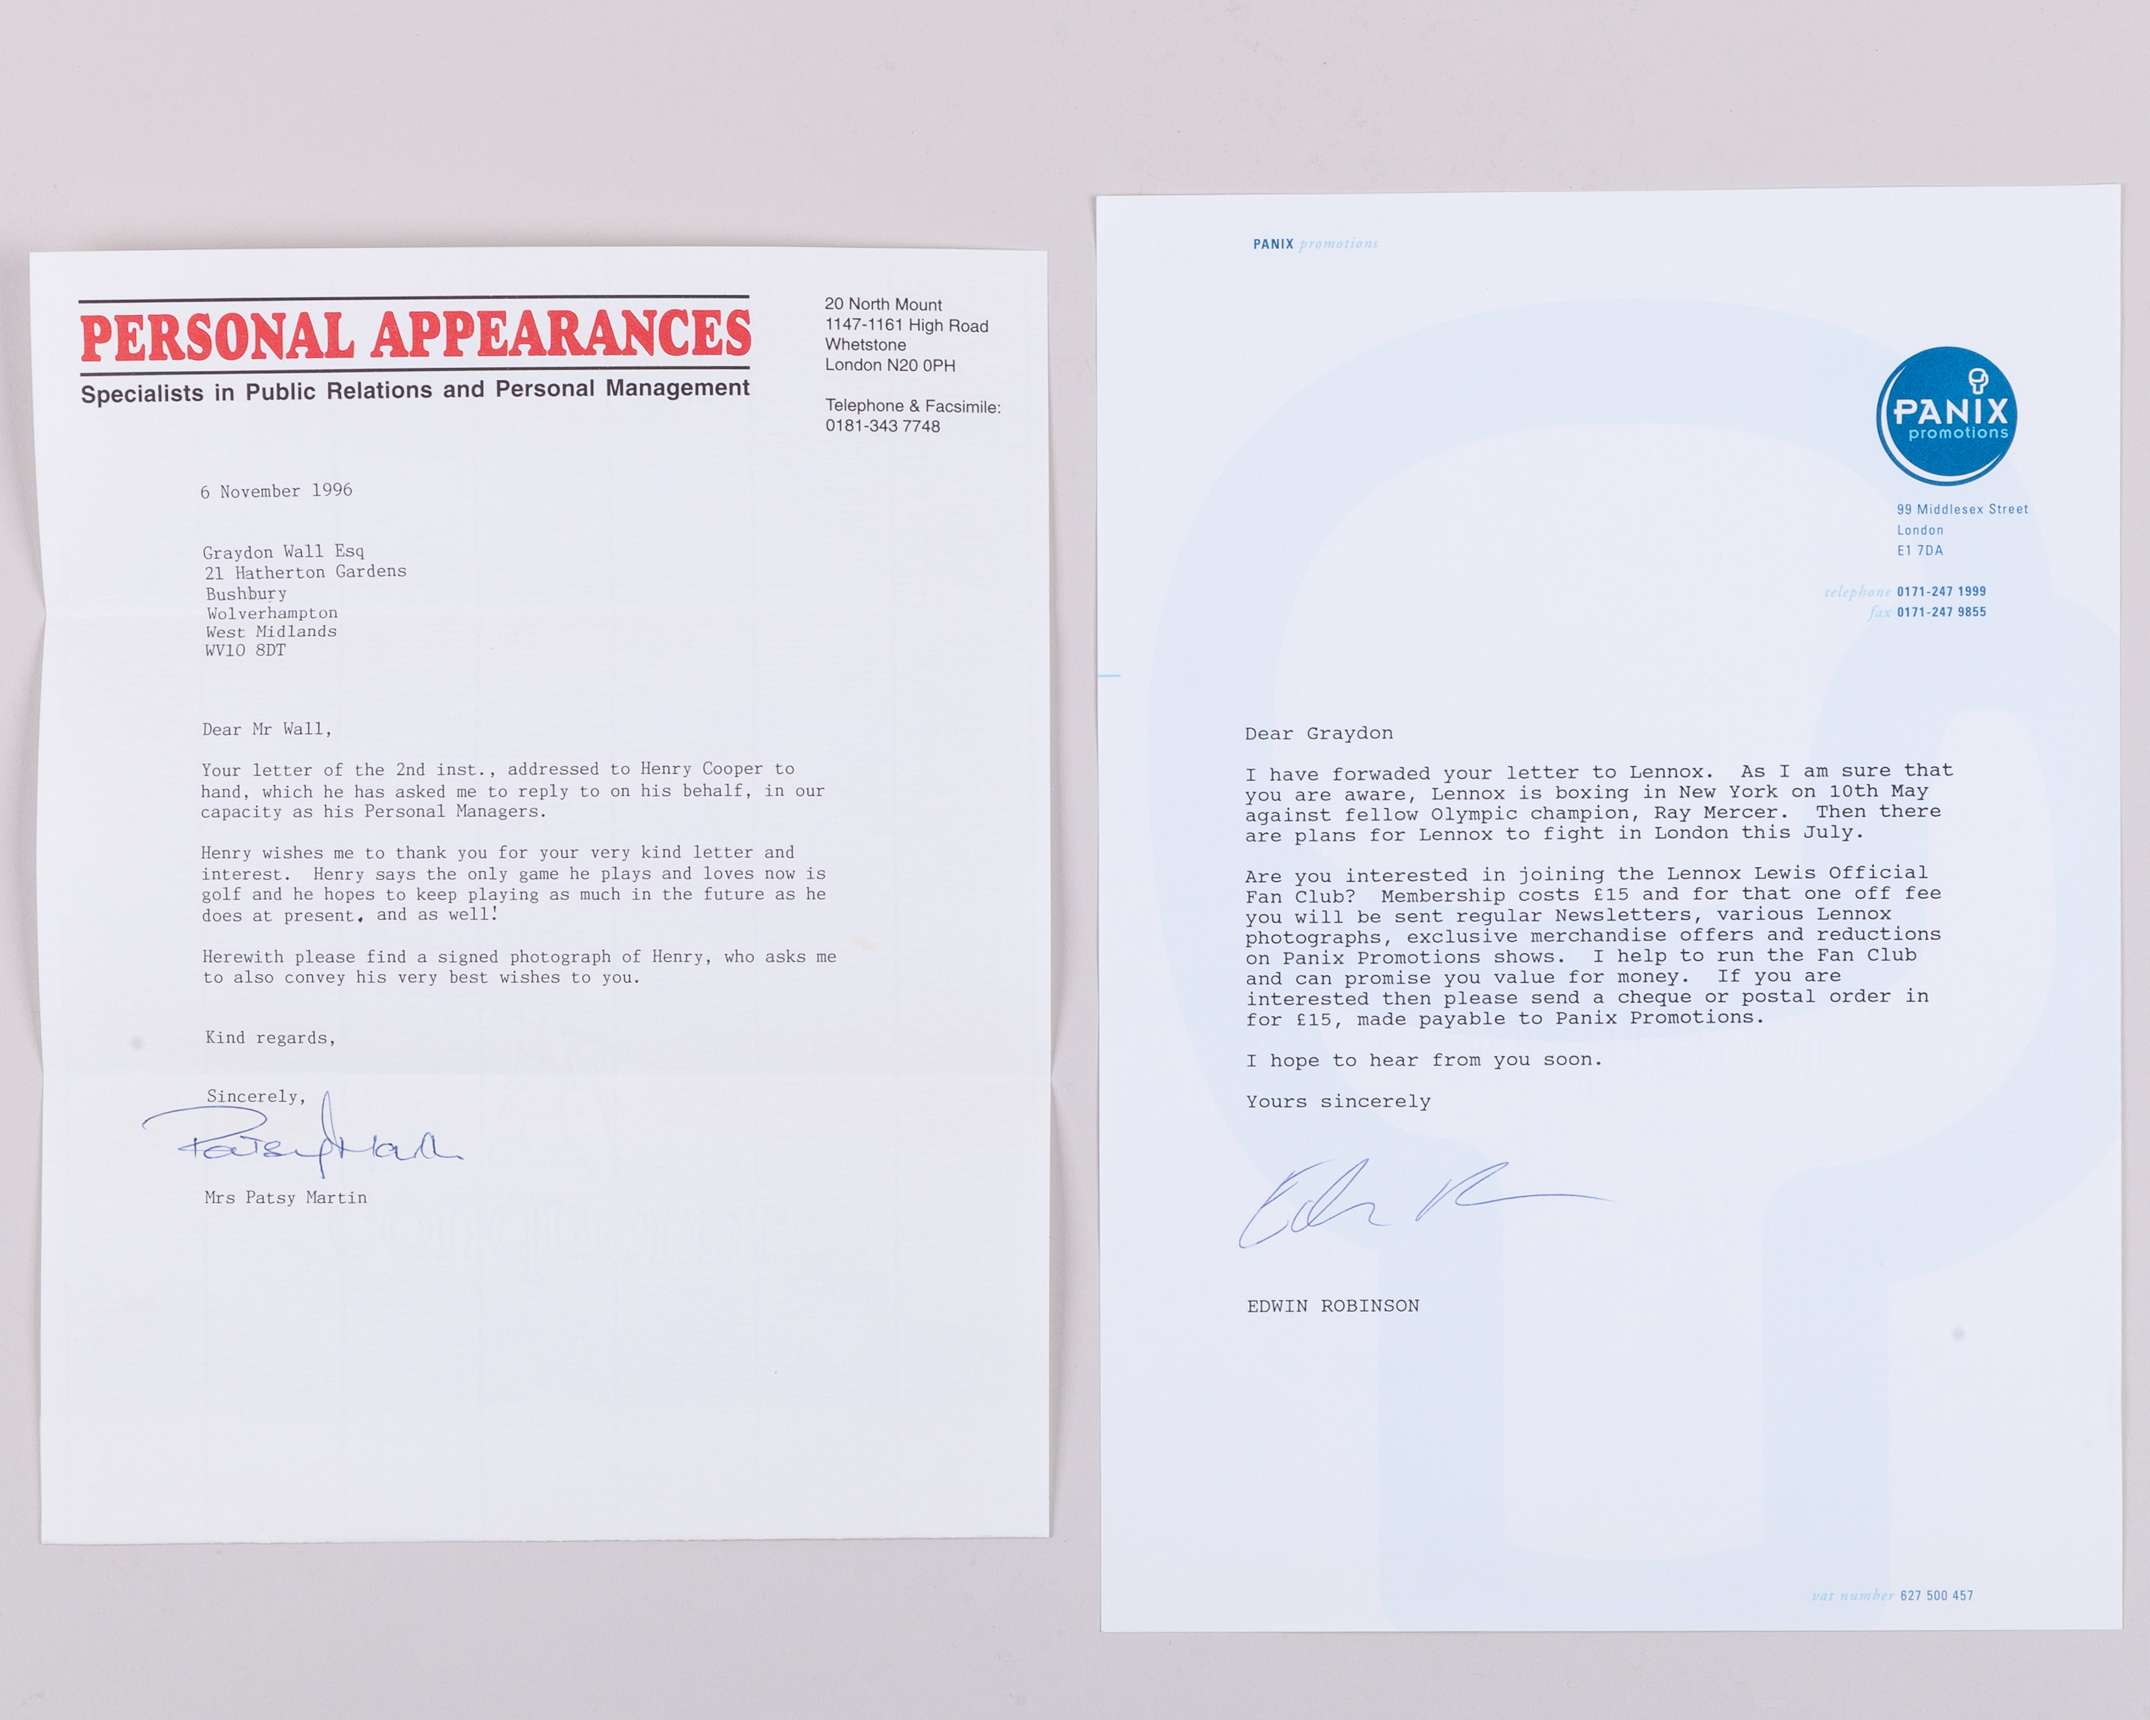 PERSONAL APPEARANCES
Specialists in Public Relations and Personal Management
20 North Mount
1147-1161 High Road
Whetstone
London N20 0PH
Telephone & Facsimile:
0181-343 7748
6 November 1996
Graydon Wall Esq
21 Hatherton Gardens
Bushbury
Wolverhampton
West Midlands
WV10 8DT
Dear Mr Wall,
Your letter of the 2nd inst., addressed to Henry Cooper to
hand, which he has asked me to reply to on his behalf, in our
capacity as his Personal Managers.
Henry wishes me to thank you for your very kind letter and
interest. Henry says the only game he plays and loves now is
golf and he hopes to keep playing as much in the future as he
does at present, and as well!
Herewith please find a signed photograph of Henry, who asks me
to also convey his very best wishes to you.
Kind regards,
Sincerely,
Patsy Martin
Mrs Patsy Martin
PANIX promotions
PANIX
promotions
99 Middlesex Street
London
E1 7DA
telephone 0171-247 1999
fax 0171-247 9855
Dear Graydon
I have forwaded your letter to Lennox. As I am sure that
you are aware, Lennox is boxing in New York on 10th May
against fellow Olympic champion, Ray Mercer. Then there
are plans for Lennox to fight in London this July.
Are you interested in joining the Lennox Lewis Official
Fan Club? Membership costs £15 and for that one off fee
you will be sent regular Newsletters, various Lennox
photographs, exclusive merchandise offers and reductions
on Panix Promotions shows. I help to run the Fan Club
and can promise you value for money. If you are
interested then please send a cheque or postal order in
for £15, made payable to Panix Promotions.
I hope to hear from you soon.
Yours sincerely
EDWIN ROBINSON
vat number 627 500 457